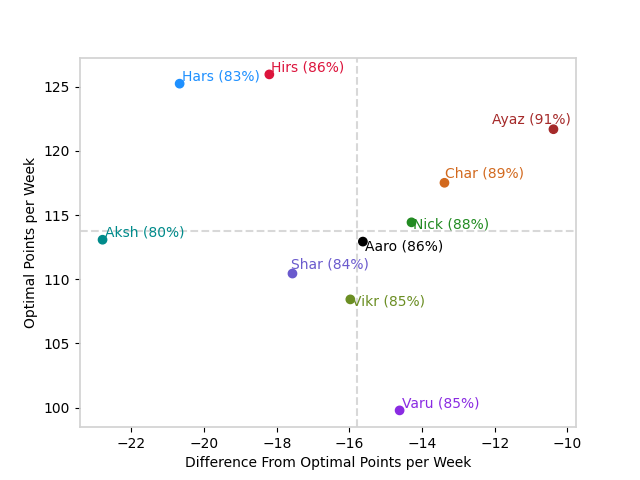 Hirs (86%)
Hars (83%)
Ayaz (91%)
Char (89%)
Nick (88%)
Aksh (80%)
Aaro (86%)
Shar (84%)
Vikr (85%)
Varu (85%)
125
120
115
110
105
100
Optimal Points per Week
−22
−20
−18
−16
−14
−12
−10
Difference From Optimal Points per Week